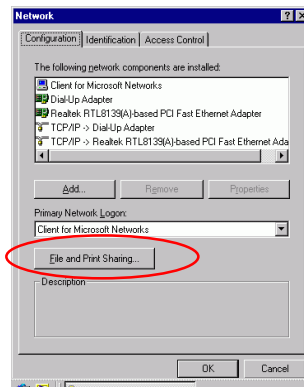 Network
Configuration Identification Access Control
The following network components are installed:
Client for Microsoft Networks
Dial-Up Adapter
Realtek RTL8139(A)-based PCI Fast Ethernet Adapter
TCP/IP -> Dial-Up Adapter
TCP/IP -> Realtek RTL8139(A)-based PCI Fast Ethernet Ada
Add... Remove Properties
Primary Network Logon:
Client for Microsoft Networks
File and Print Sharing...
Description
OK Cancel